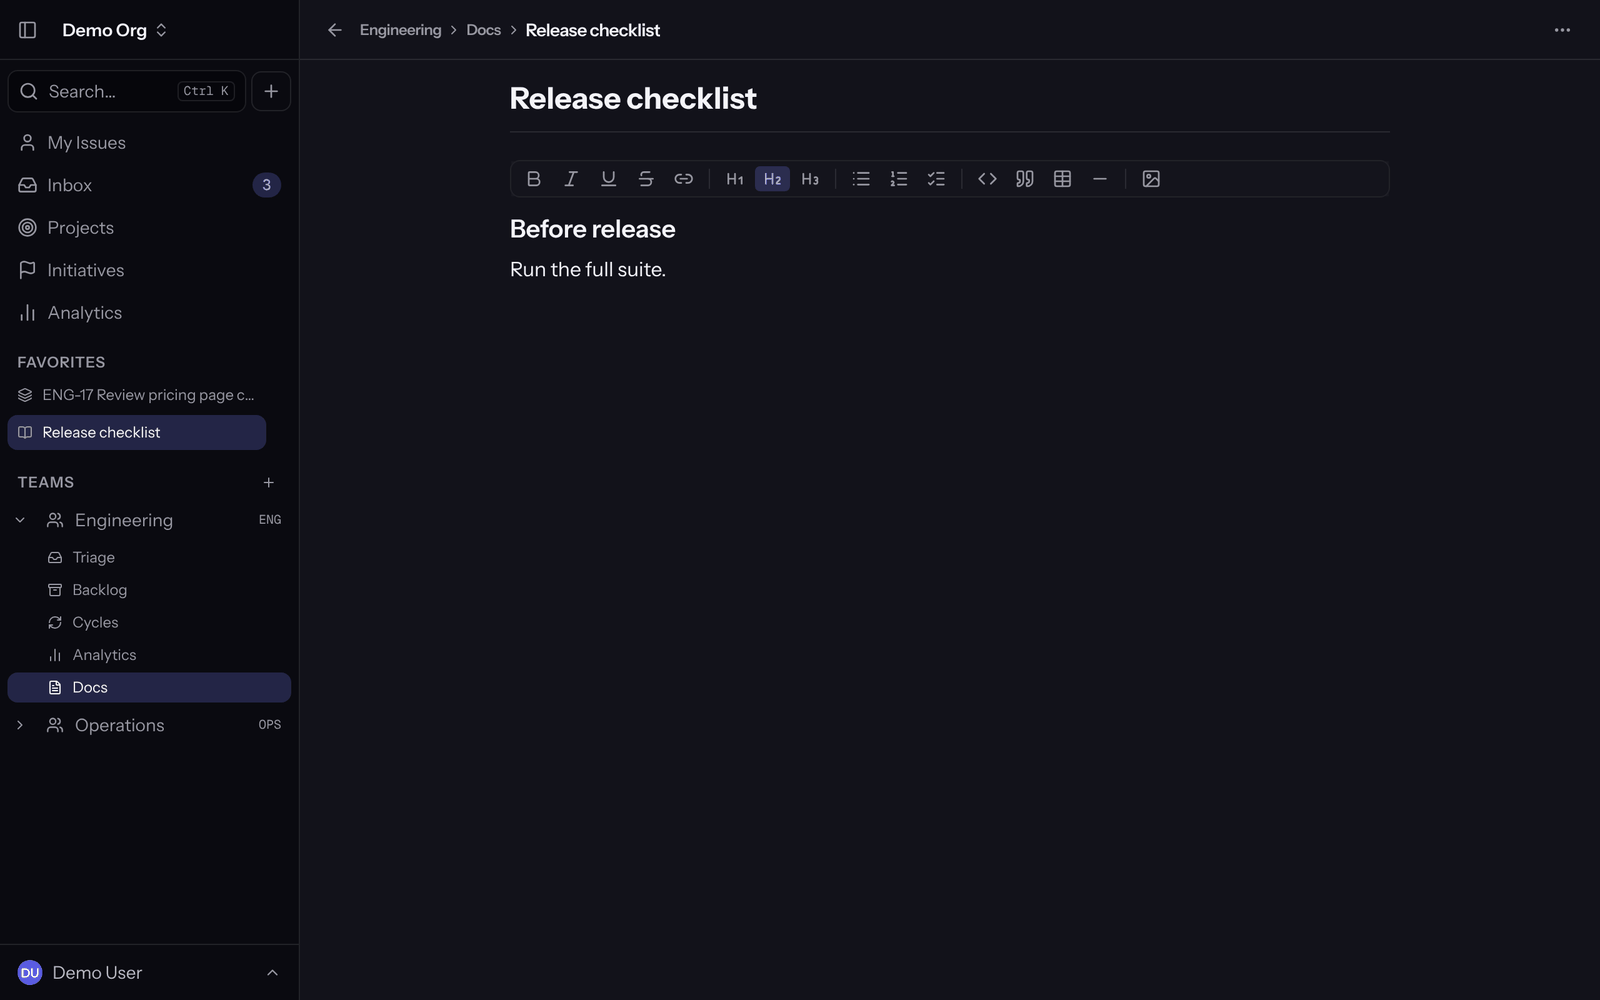 Demo Org
Engineering > Docs > Release checklist
Search... Ctrl K
My Issues
Inbox 3
Projects
Initiatives
Analytics
FAVORITES
ENG-17 Review pricing page c...
Release checklist
TEAMS
Engineering ENG
Triage
Backlog
Cycles
Analytics
Docs
Operations OPS
DU Demo User
Release checklist
B I U S H1 H2 H3
Before release
Run the full suite.